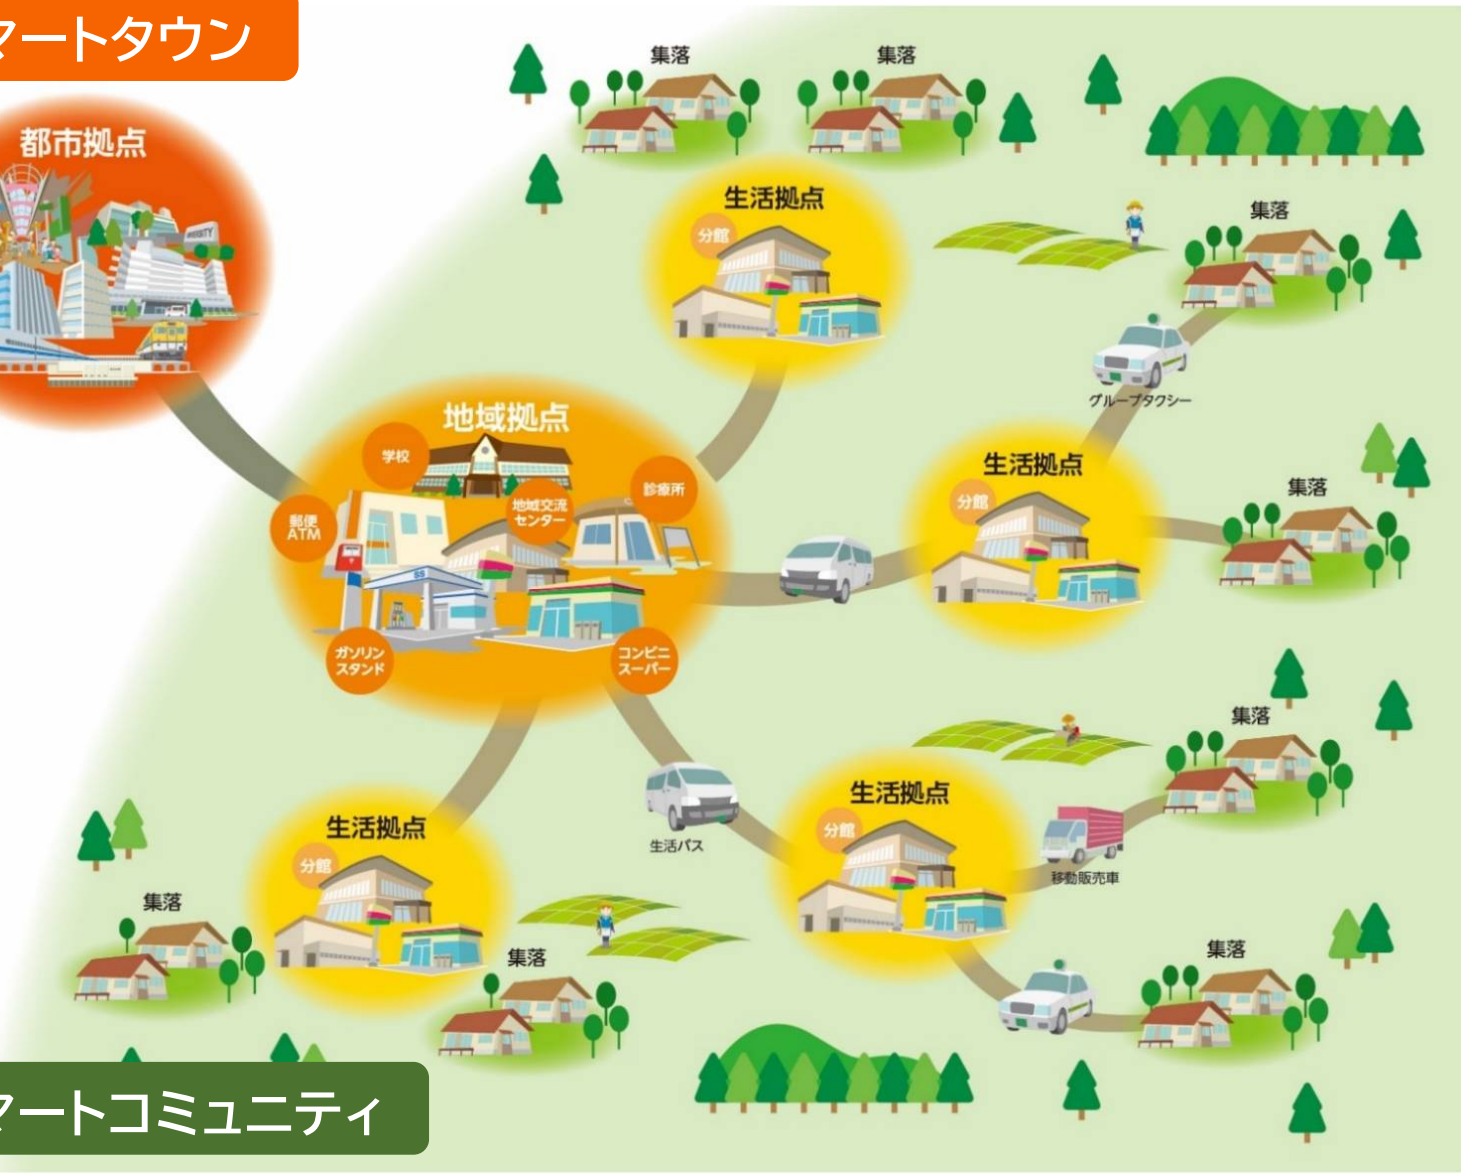 マートタウン
都市拠点
集落
集落
生活拠点
分館
集落
グループタクシー
地域拠点
学校
郵便
ATM
地域交流
センター
診療所
SS
ガソリン
スタンド
コンビニ
スーパー
生活拠点
分館
集落
集落
生活バス
生活拠点
分館
移動販売車
生活拠点
分館
集落
集落
集落
マートコミュニティ